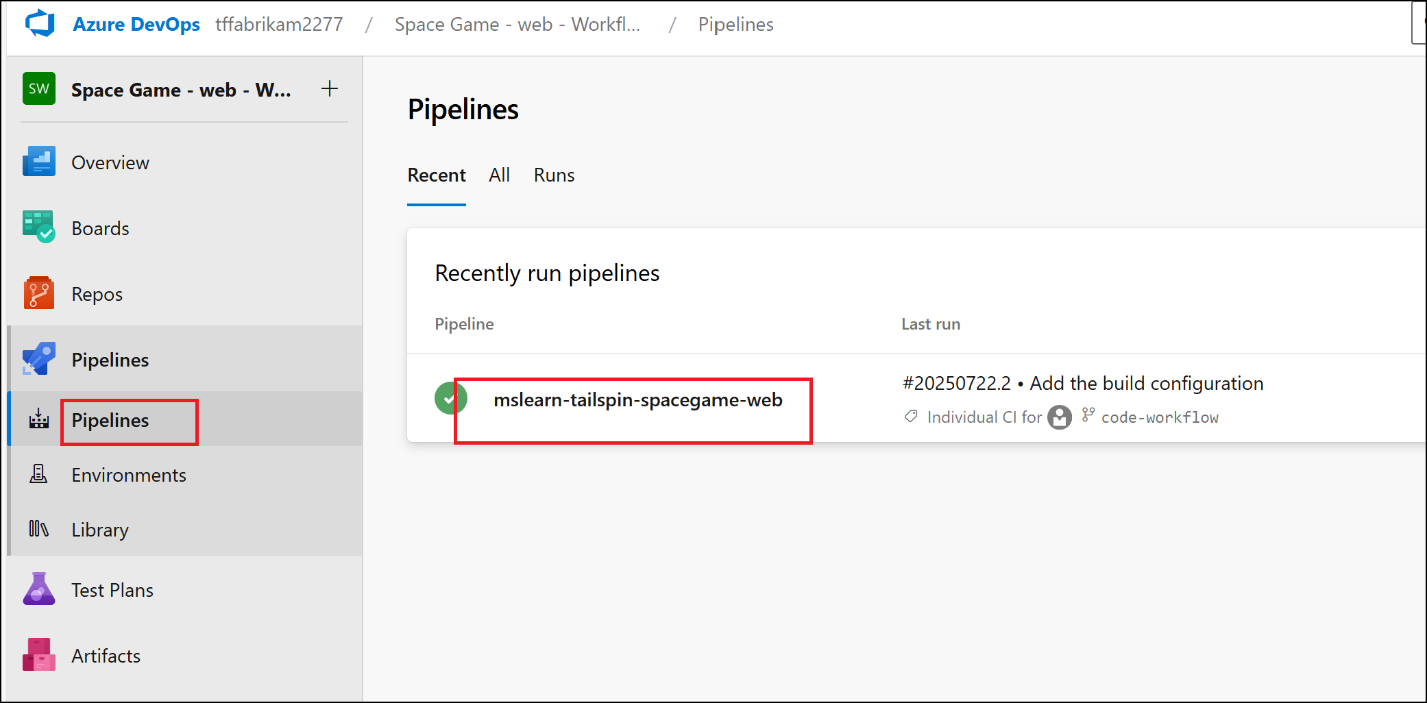 Azure DevOps tffabrikam2277 / Space Game - web - Workfl... / Pipelines
SW Space Game - web - W... +
Overview
Boards
Repos
Pipelines
Pipelines
Environments
Library
Test Plans
Artifacts
Pipelines
Recent All Runs
Recently run pipelines
Pipeline Last run
mslearn-tailspin-spacegame-web
#20250722.2 • Add the build configuration
Individual CI for code-workflow